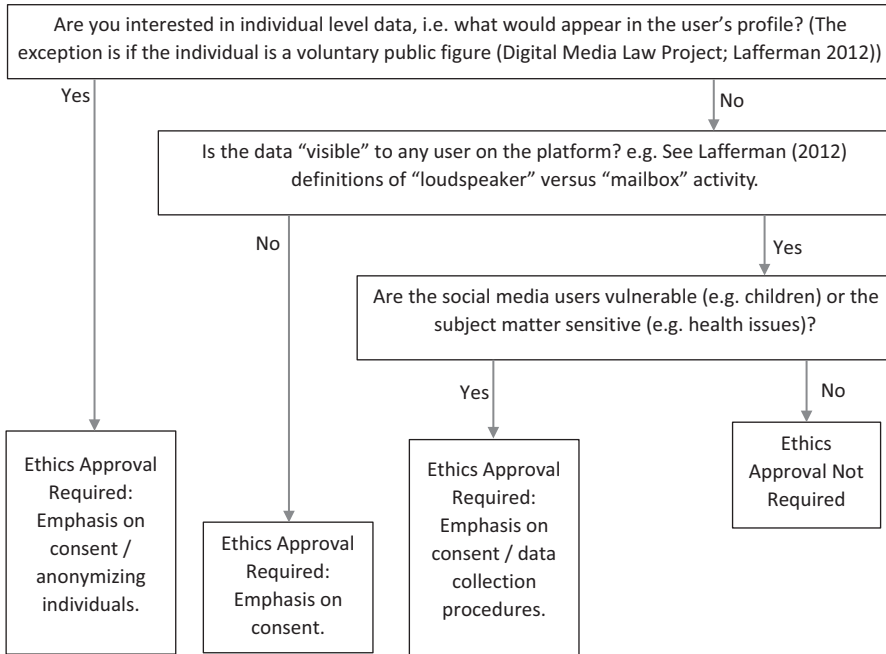 Are you interested in individual level data, i.e. what would appear in the user’s profile? (The
exception is if the individual is a voluntary public figure (Digital Media Law Project; Lafferman 2012))
Yes
No
Is the data “visible” to any user on the platform? e.g. See Lafferman (2012)
definitions of “loudspeaker” versus “mailbox” activity.
No
Yes
Are the social media users vulnerable (e.g. children) or the
subject matter sensitive (e.g. health issues)?
Yes
No
Ethics Approval
Required:
Emphasis on
consent /
anonymizing
individuals.
Ethics Approval
Required:
Emphasis on
consent.
Ethics Approval
Required:
Emphasis on
consent / data
collection
procedures.
Ethics
Approval Not
Required